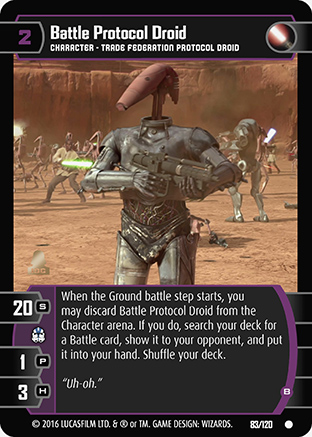 2 Battle Protocol Droid
CHARACTER • TRADE FEDERATION PROTOCOL DROID
20 S
1 P
3 H
When the Ground battle step starts, you
may discard Battle Protocol Droid from the
Character arena. If you do, search your deck for
a Battle card, show it to your opponent, and put
it into your hand. Shuffle your deck.
“Uh-oh.”
B
© 2016 LUCASFILM LTD. & ® or TM. GAME DESIGN: WIZARDS. 83/120